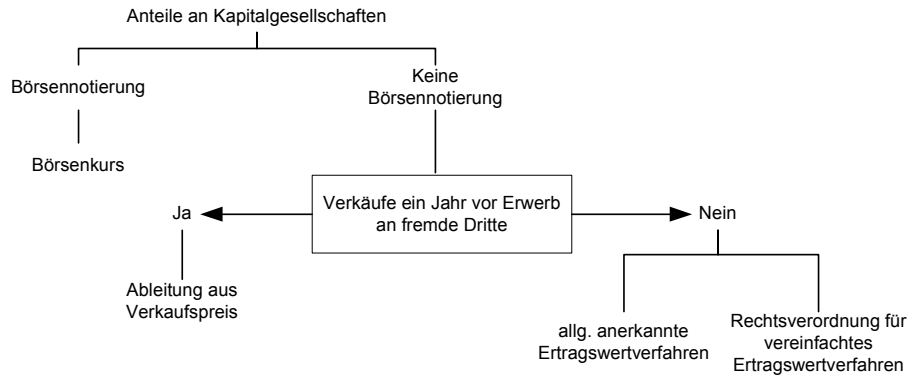 Anteile an Kapitalgesellschaften
Börsennotierung
Keine
Börsennotierung
Börsenkurs
Verkäufe ein Jahr vor Erwerb
an fremde Dritte
Ja
Nein
Ableitung aus
Verkaufspreis
allg. anerkannte
Ertragswertverfahren
Rechtsverordnung für
vereinfachtes
Ertragswertverfahren